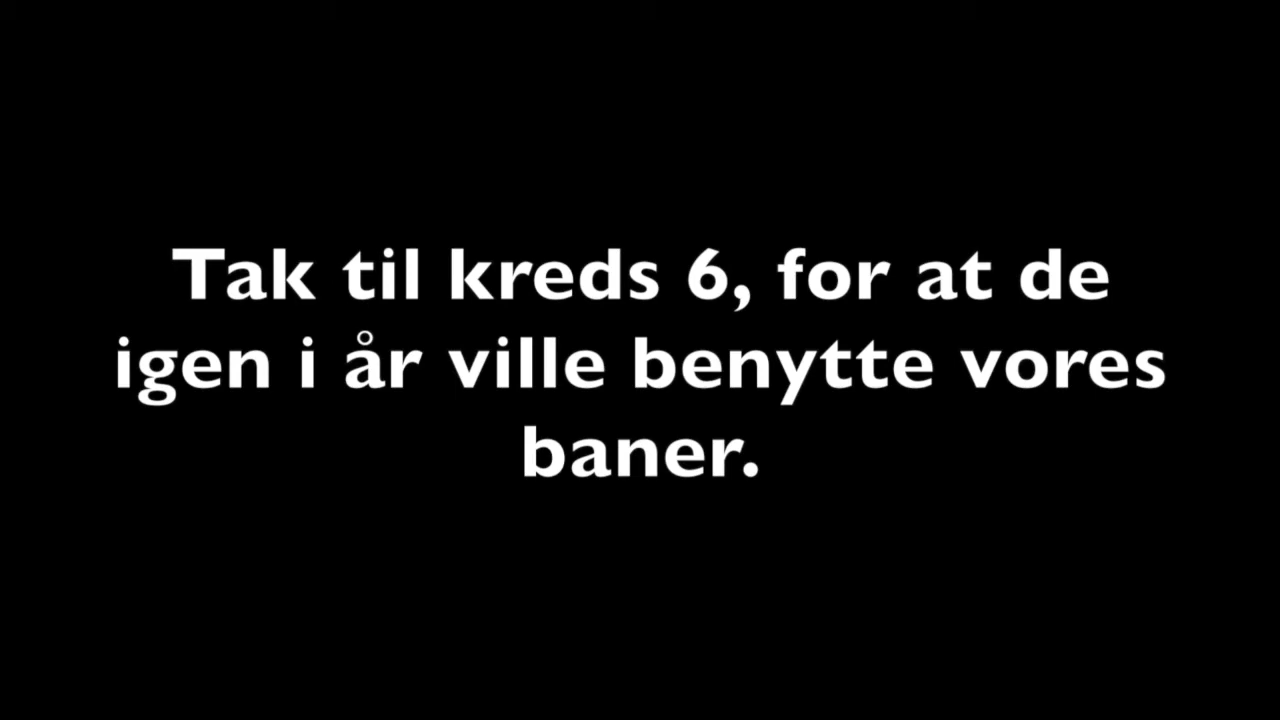 Tak til kreds 6, for at de
igen i år ville benytte vores
baner.